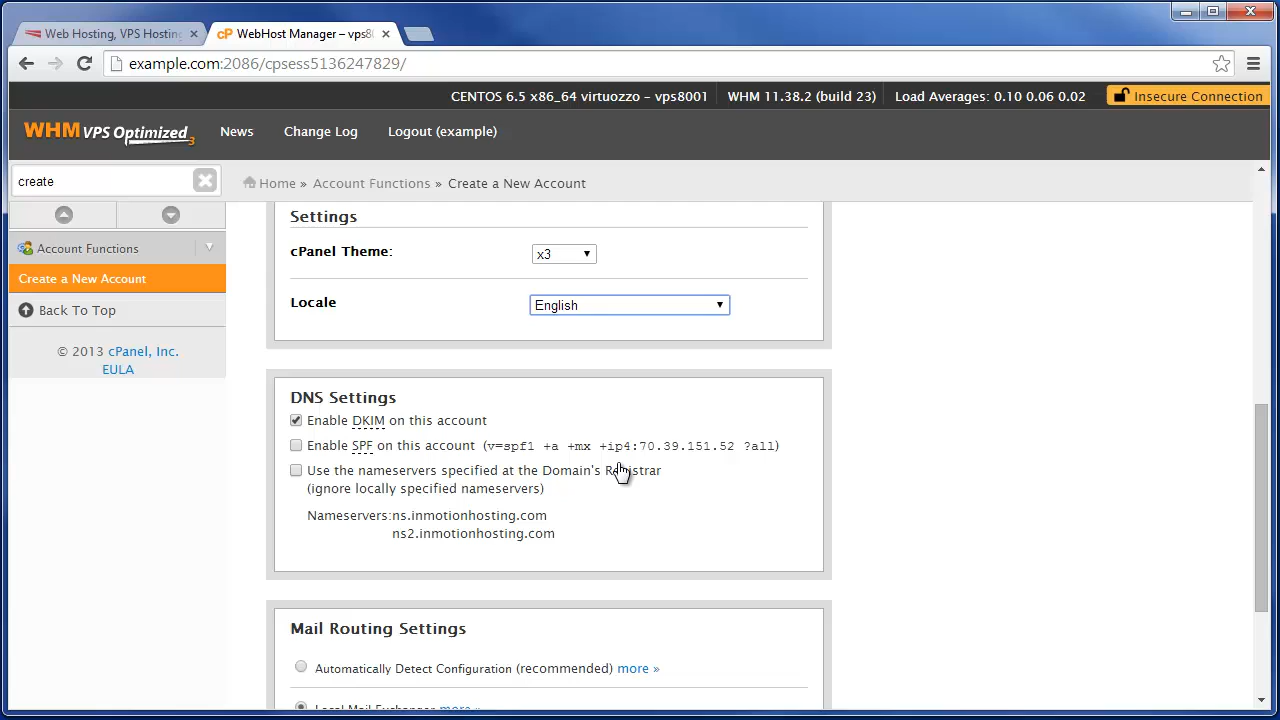 Web Hosting, VPS Hosting
WebHost Manager – vps8
example.com:2086/cpsess5136247829/
CENTOS 6.5 x86_64 virtuozzo – vps8001 WHM 11.38.2 (build 23) Load Averages: 0.10 0.06 0.02 Insecure Connection
WHM VPS Optimized 3 News Change Log Logout (example)
create
Home » Account Functions » Create a New Account
Account Functions
Create a New Account
Back To Top
© 2013 cPanel, Inc.
EULA
Settings
cPanel Theme: x3
Locale English
DNS Settings
Enable DKIM on this account
Enable SPF on this account (v=spf1 +a +mx +ip4:70.39.151.52 ?all)
Use the nameservers specified at the Domain's Registrar
(ignore locally specified nameservers)
Nameservers: ns.inmotionhosting.com
ns2.inmotionhosting.com
Mail Routing Settings
Automatically Detect Configuration (recommended) more »
Local Mail Exchanger more »